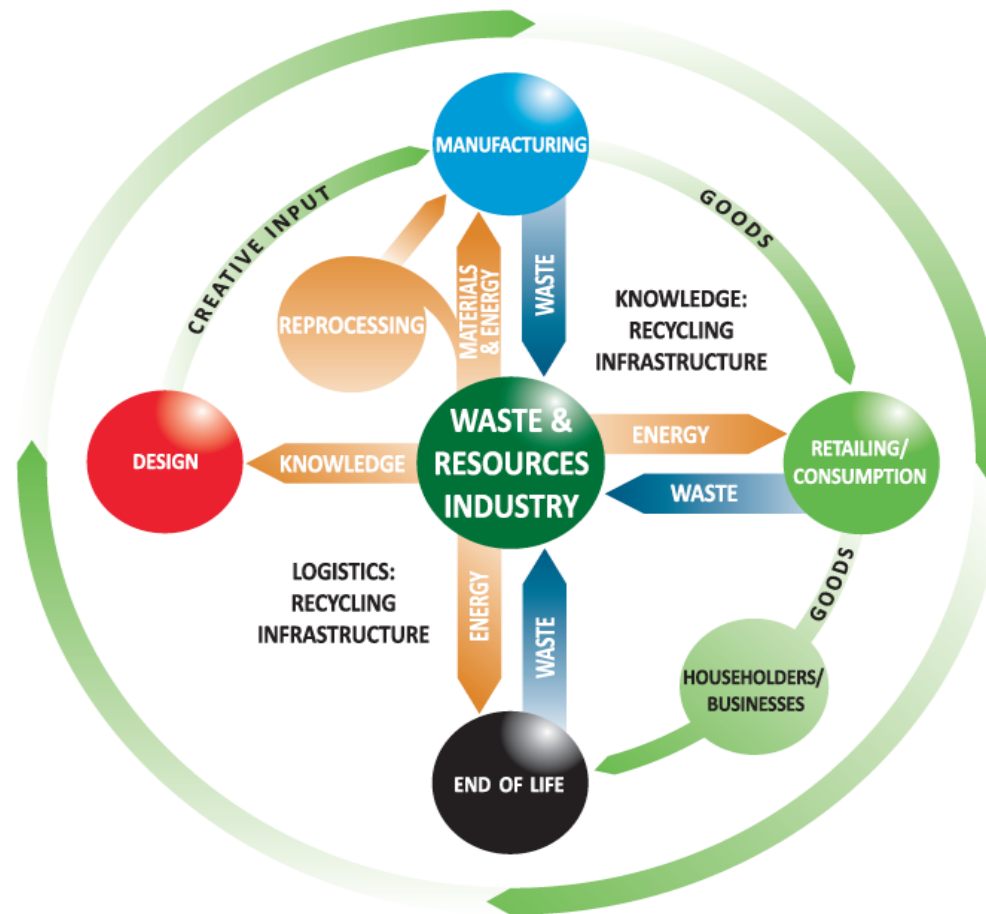 MANUFACTURING
CREATIVE INPUT
GOODS
WASTE
MATERIALS
& ENERGY
REPROCESSING
KNOWLEDGE:
RECYCLING
INFRASTRUCTURE
WASTE &
RESOURCES
INDUSTRY
ENERGY
RETAILING/
CONSUMPTION
DESIGN
KNOWLEDGE
WASTE
LOGISTICS:
RECYCLING
INFRASTRUCTURE
ENERGY
WASTE
GOODS
HOUSEHOLDERS/
BUSINESSES
END OF LIFE